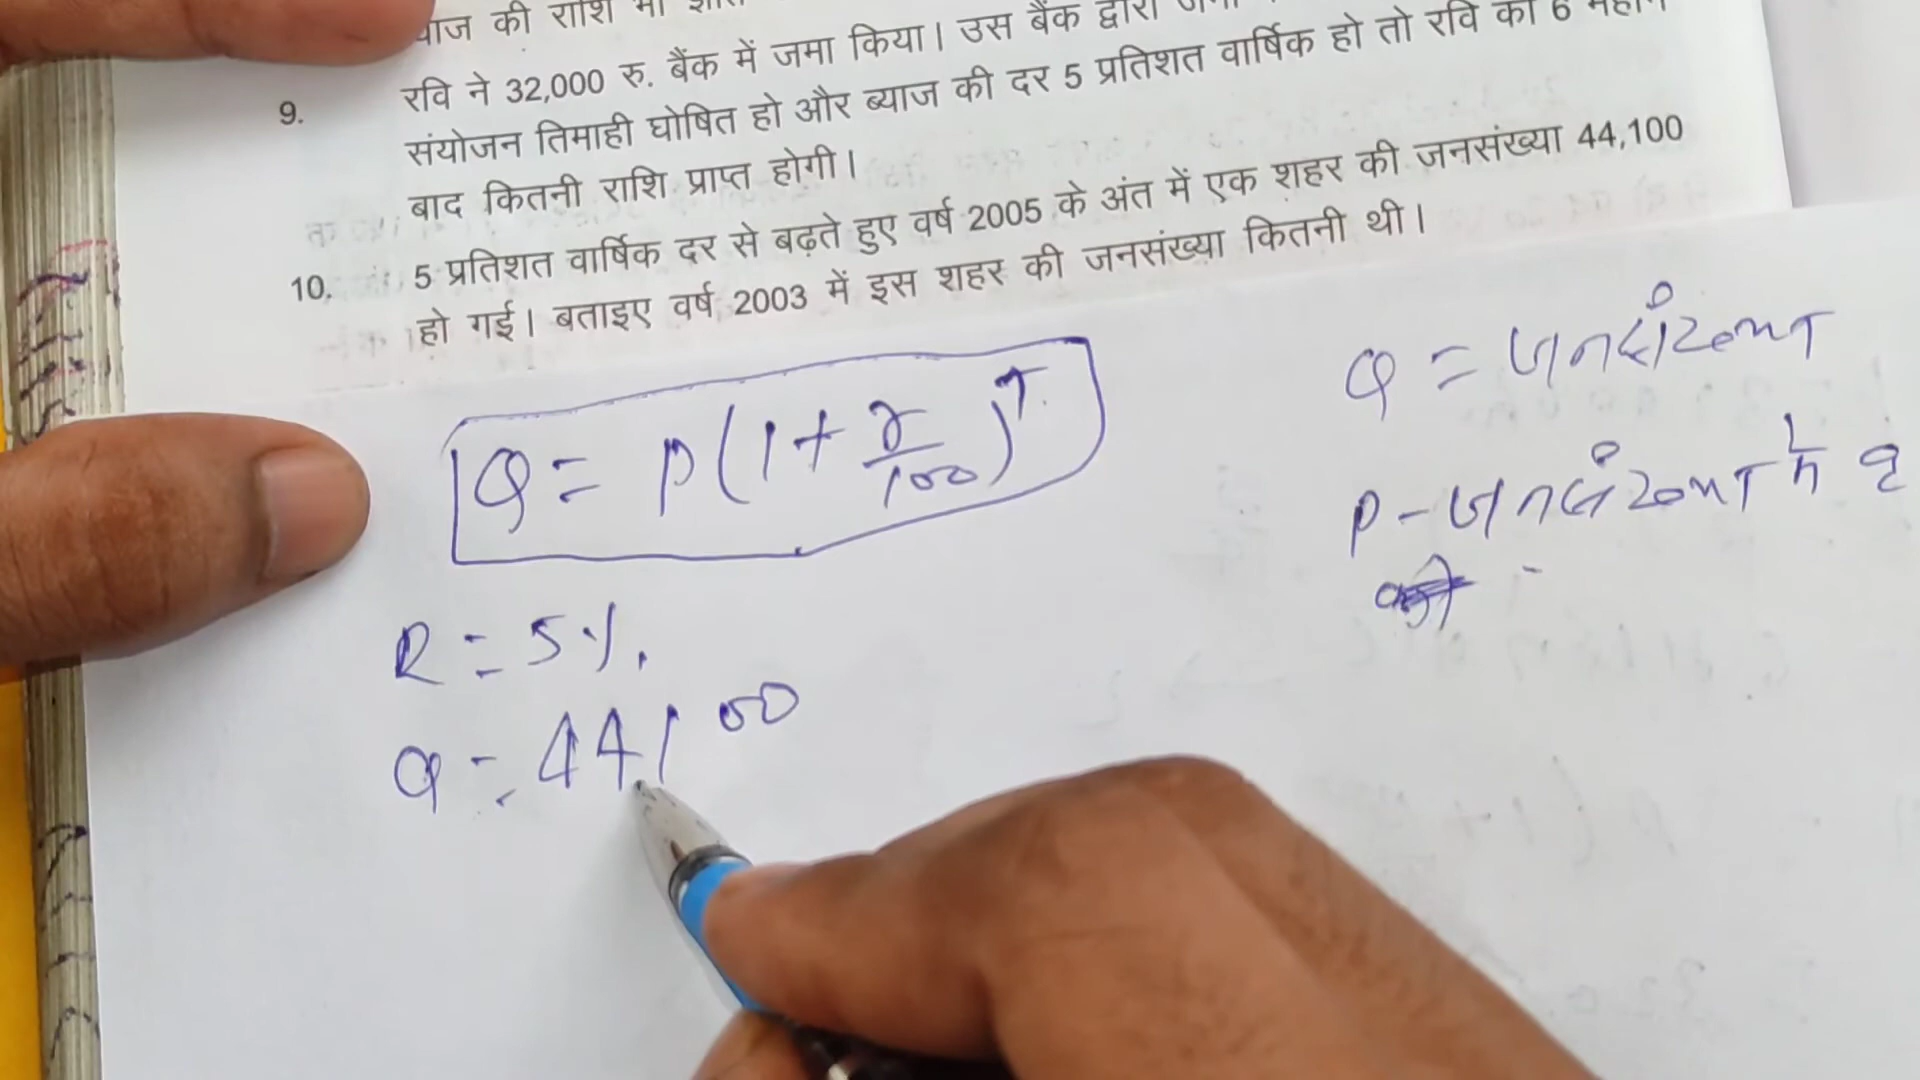 ब्याज की राशि भी
9. रवि ने 32,000 रु. बैंक में जमा किया। उस बैंक द्वारा
संयोजन तिमाही घोषित हो और ब्याज की दर 5 प्रतिशत वार्षिक हो तो रवि को 6
बाद कितनी राशि प्राप्त होगी।
10. 5 प्रतिशत वार्षिक दर से बढ़ते हुए वर्ष 2005 के अंत में एक शहर की जनसंख्या 44,100
हो गई। बताइए वर्ष 2003 में इस शहर की जनसंख्या कितनी थी।
Q = P(1+r/100)^T
R = 5%.
Q = 44100
Q = जनसंख्या
P - जनसंख्या में